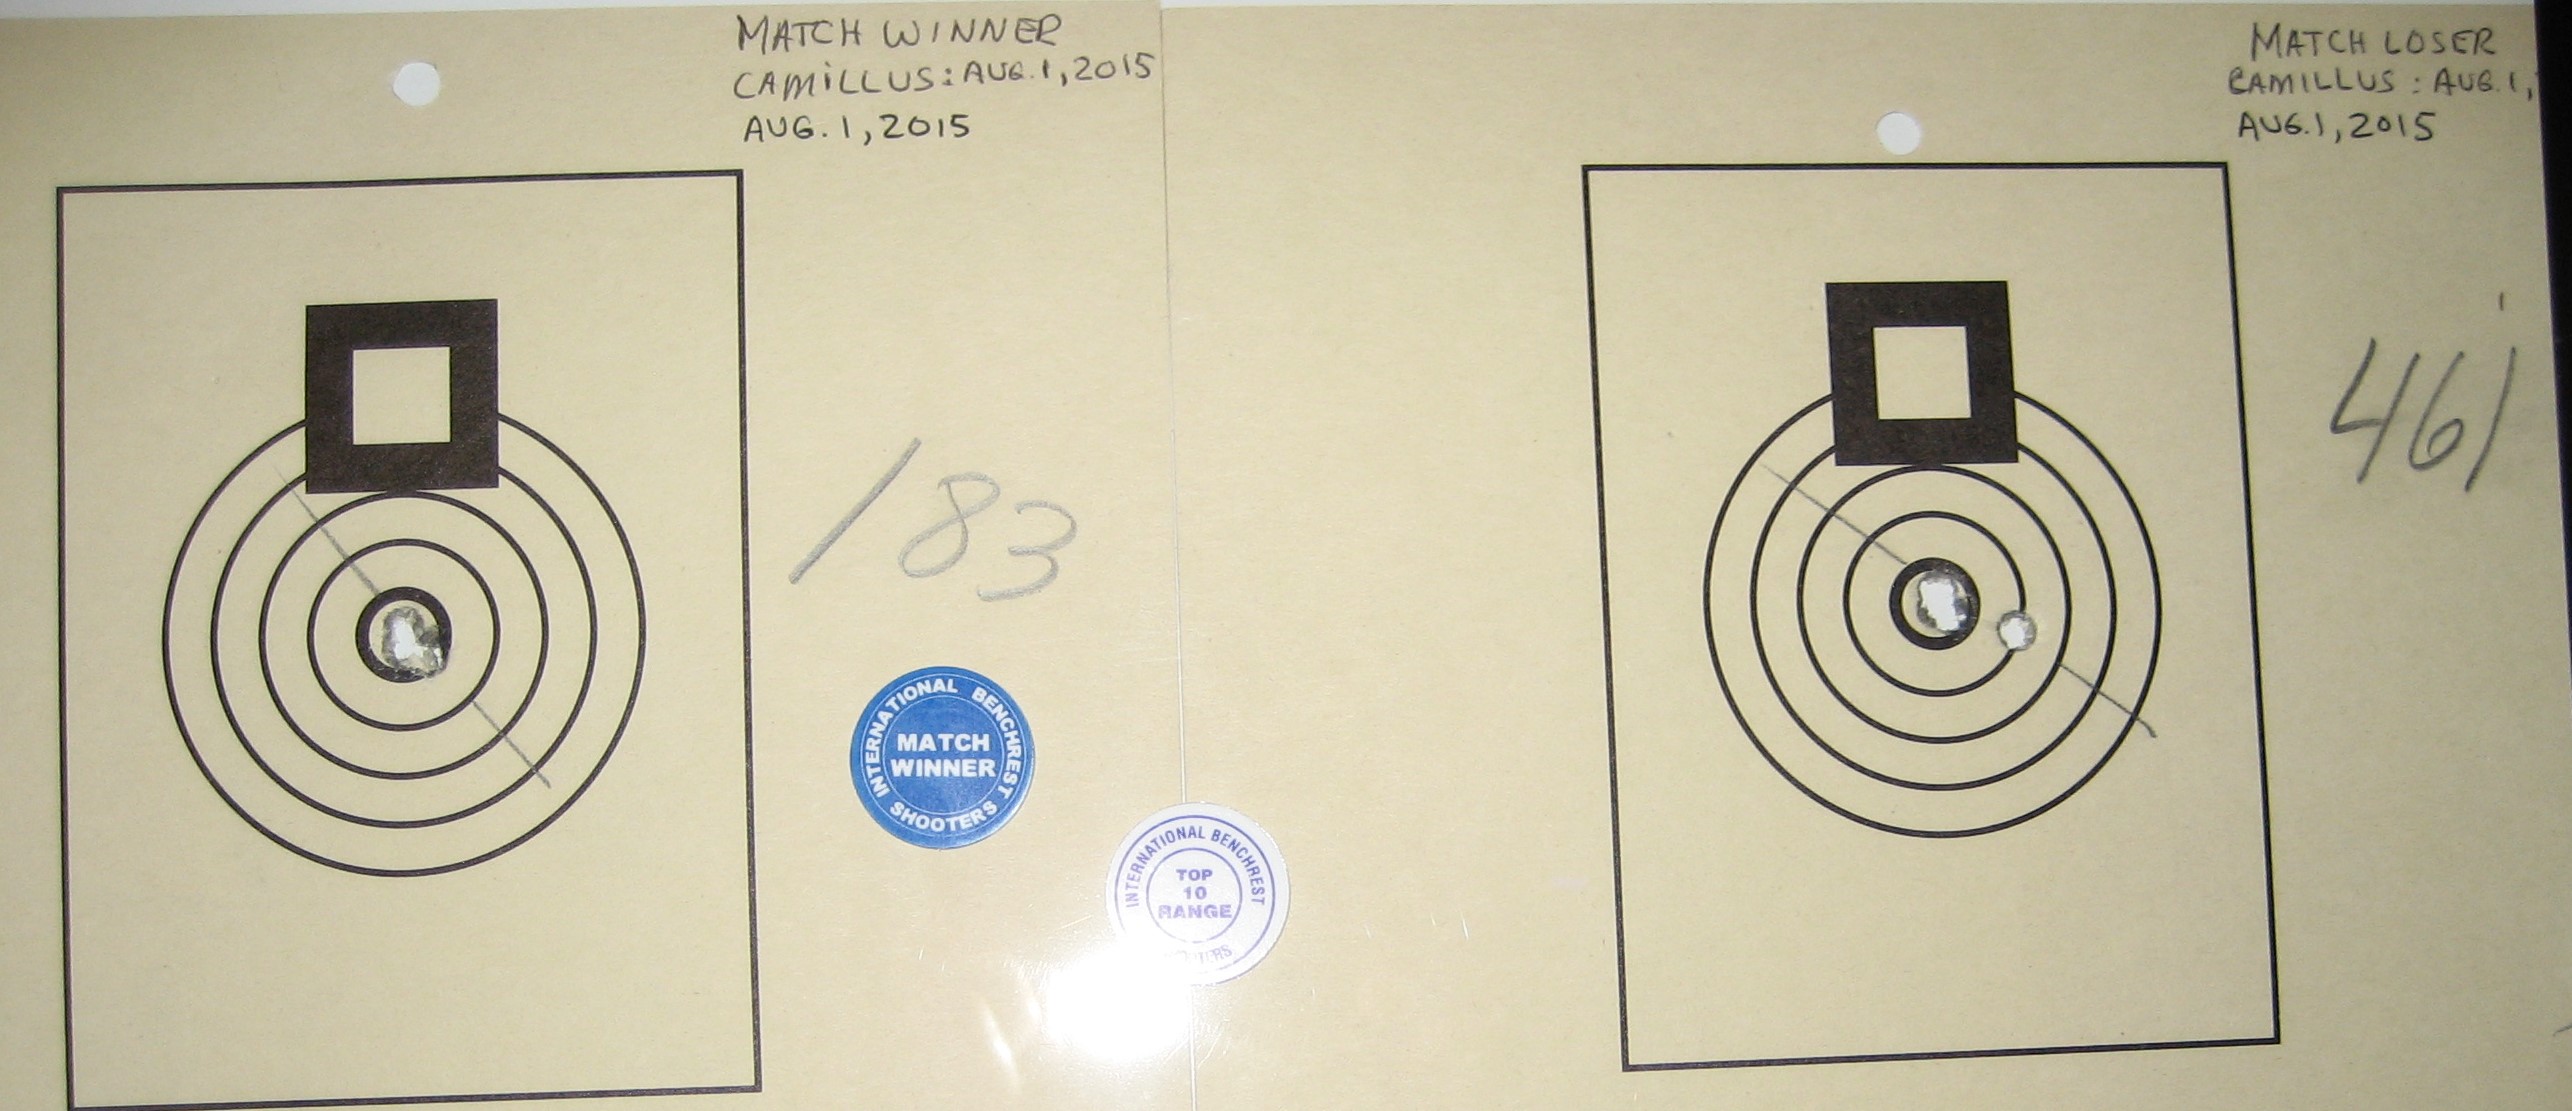 MATCH WINNER
CAMILLUS: AUG. 1, 2015
AUG. 1, 2015
183
INTERNATIONAL BENCHREST SHOOTERS
MATCH
WINNER
INTERNATIONAL BENCHREST
TOP
10
RANGE
MATCH LOSER
CAMILLUS: AUG. 1,
AUG. 1, 2015
461